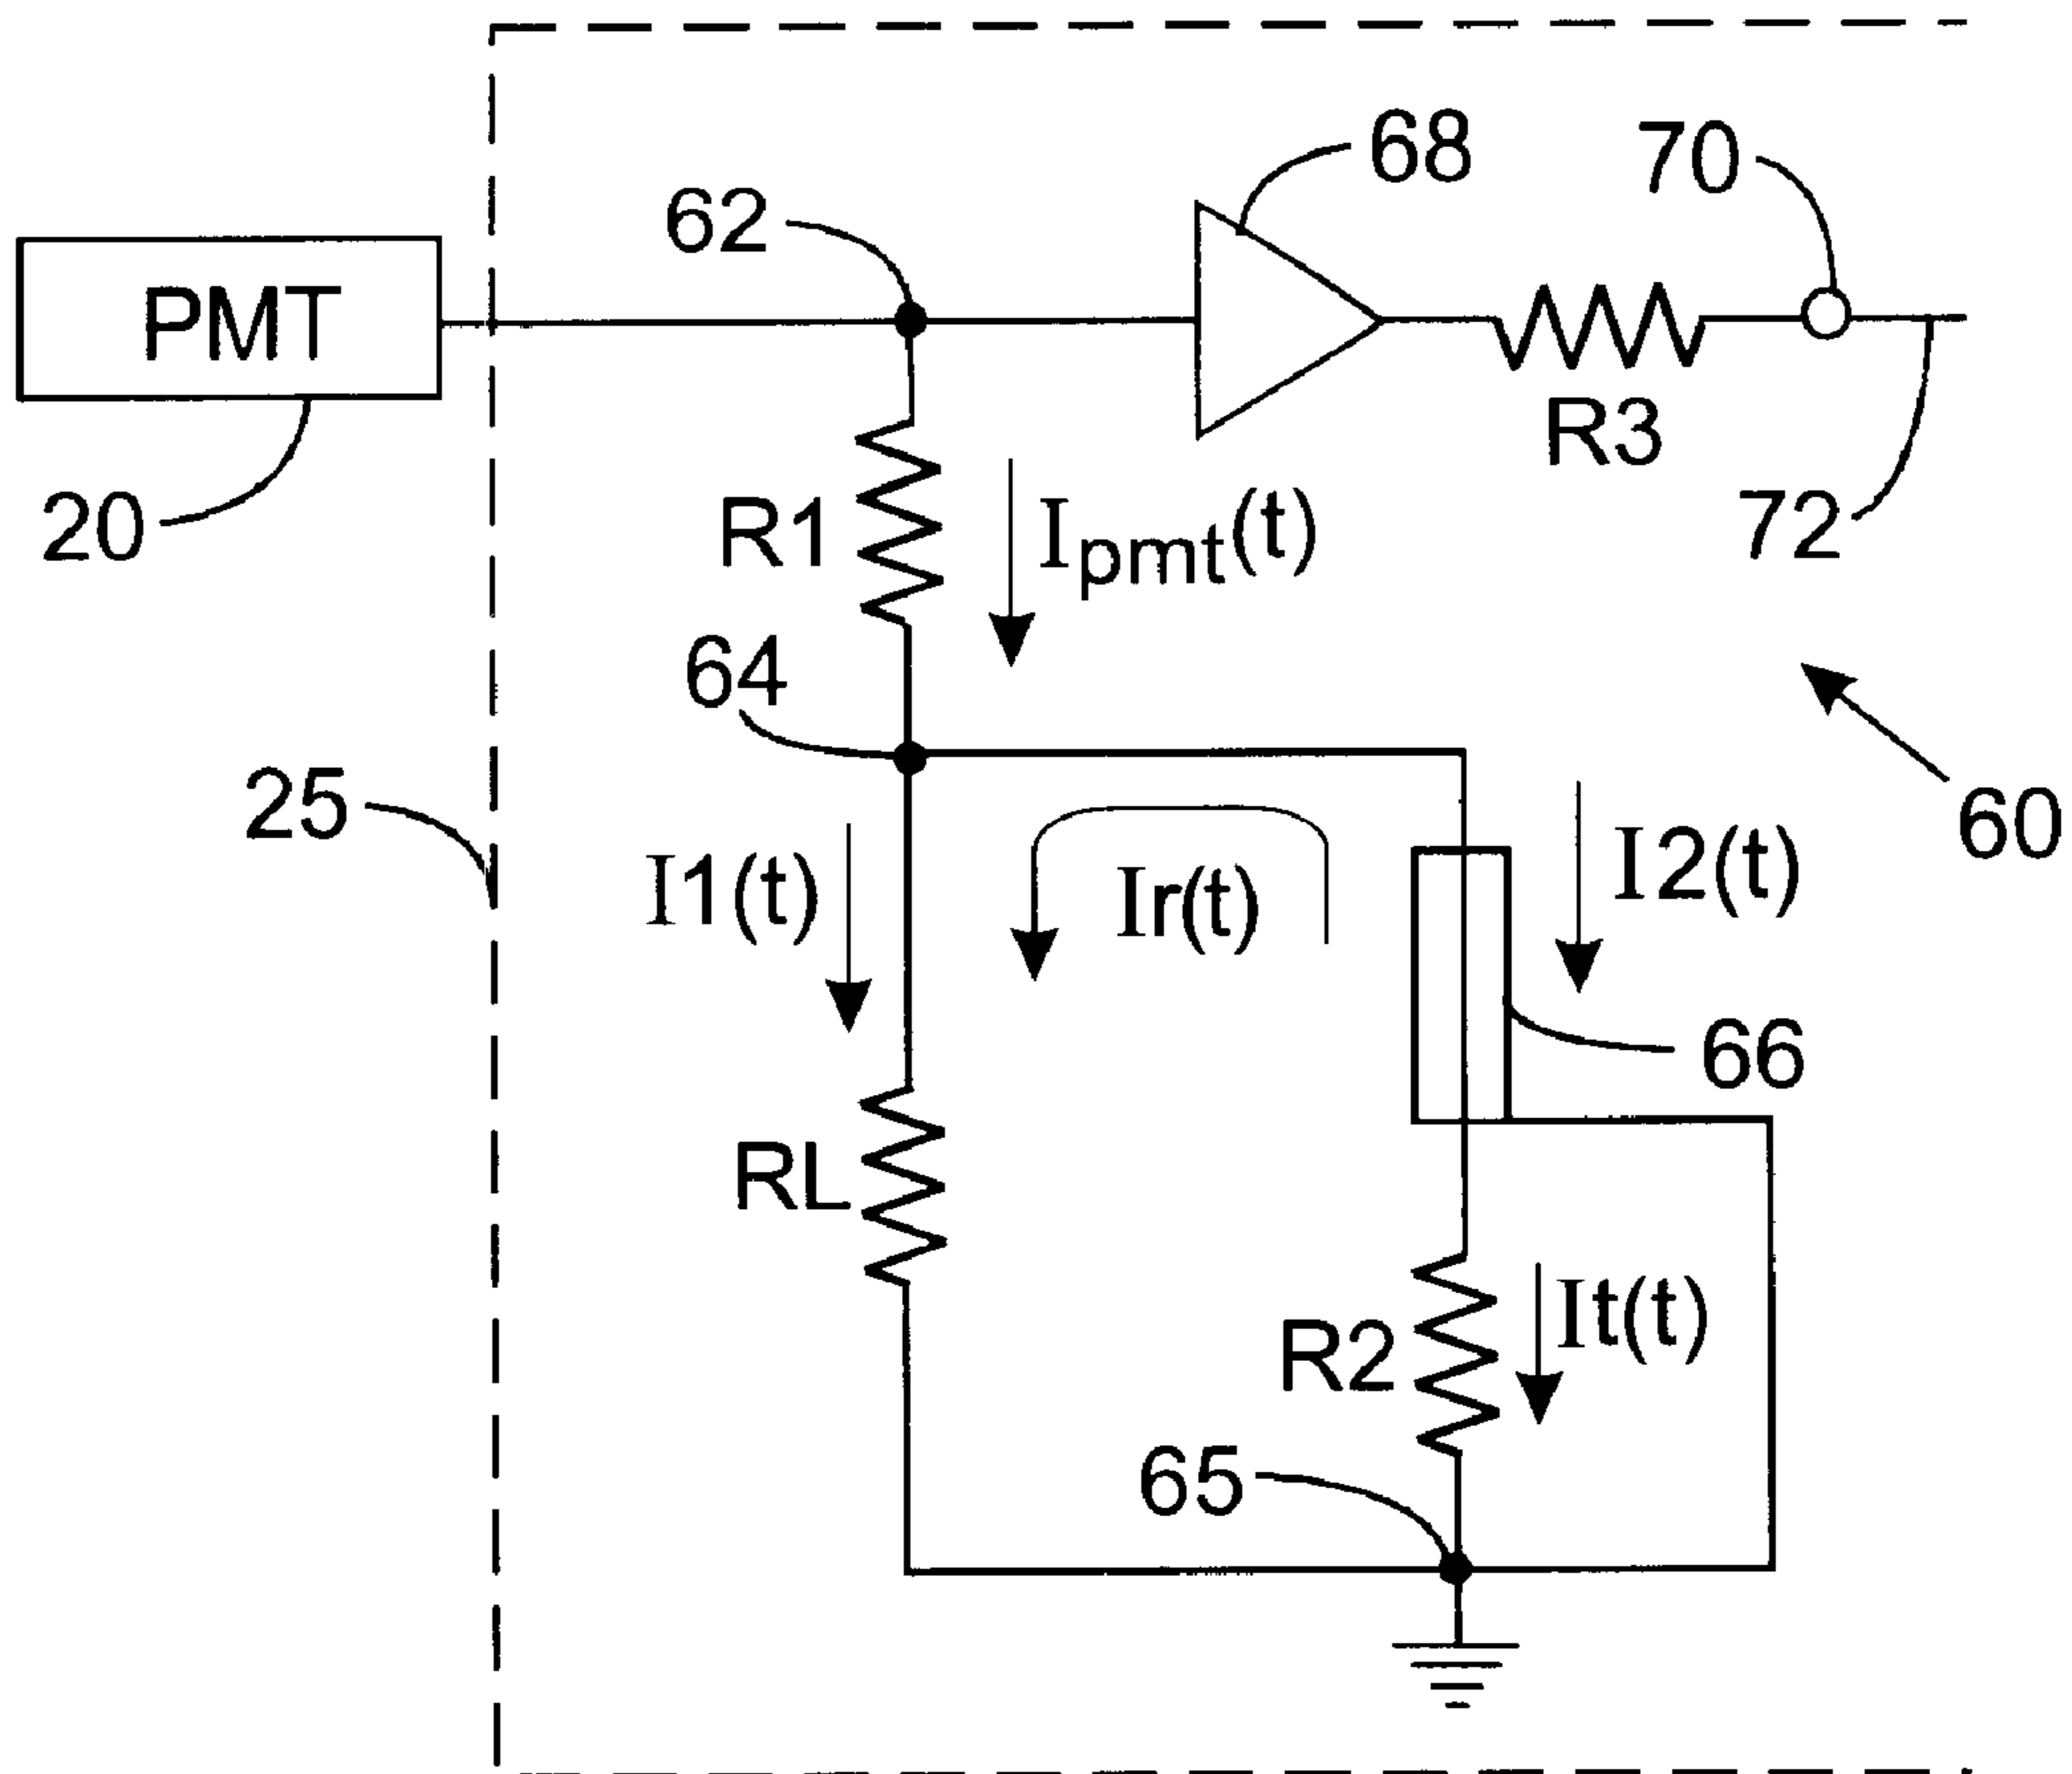 68
70
62
PMT
R3
20
R1
Ipmt(t)
72
64
25
I1(t)
Ir(t)
I2(t)
60
66
RL
R2
It(t)
65